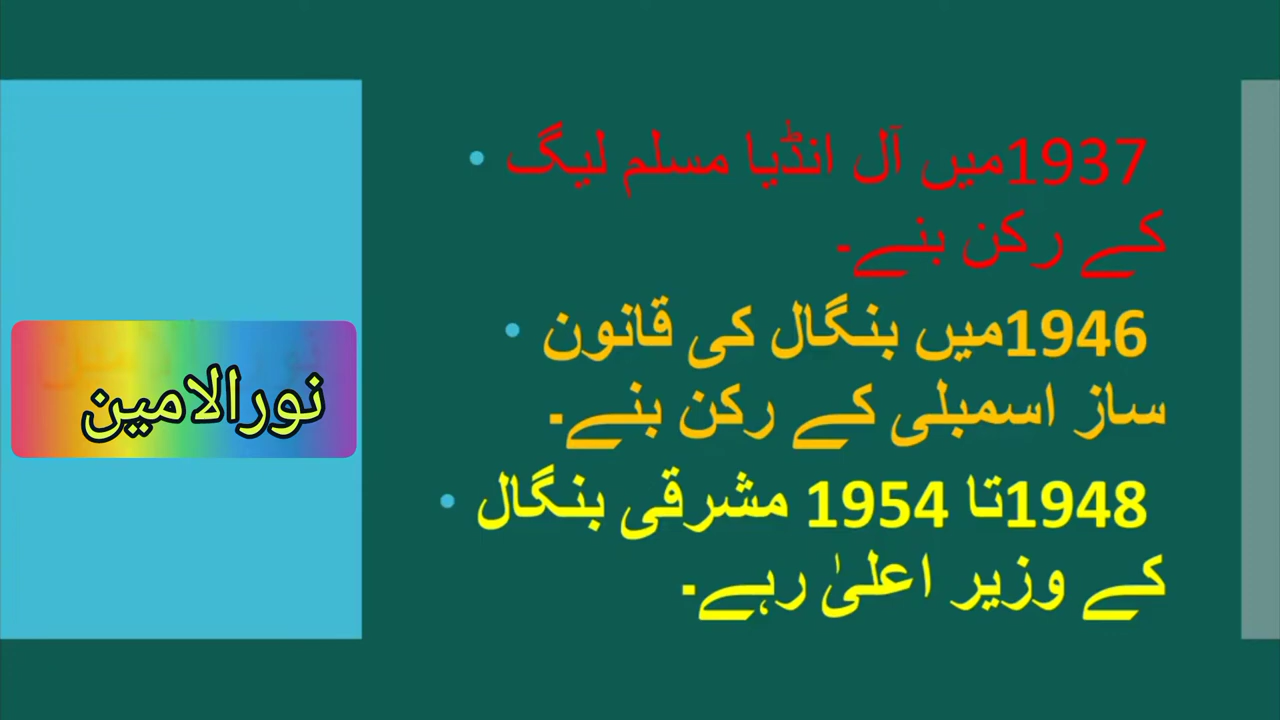 1937میں آل انڈیا مسلم لیگ
کے رکن بنے۔
1946میں بنگال کی قانون
ساز اسمبلی کے رکن بنے۔
1948تا 1954 مشرقی بنگال
کے وزیر اعلیٰ رہے۔
نورالامین